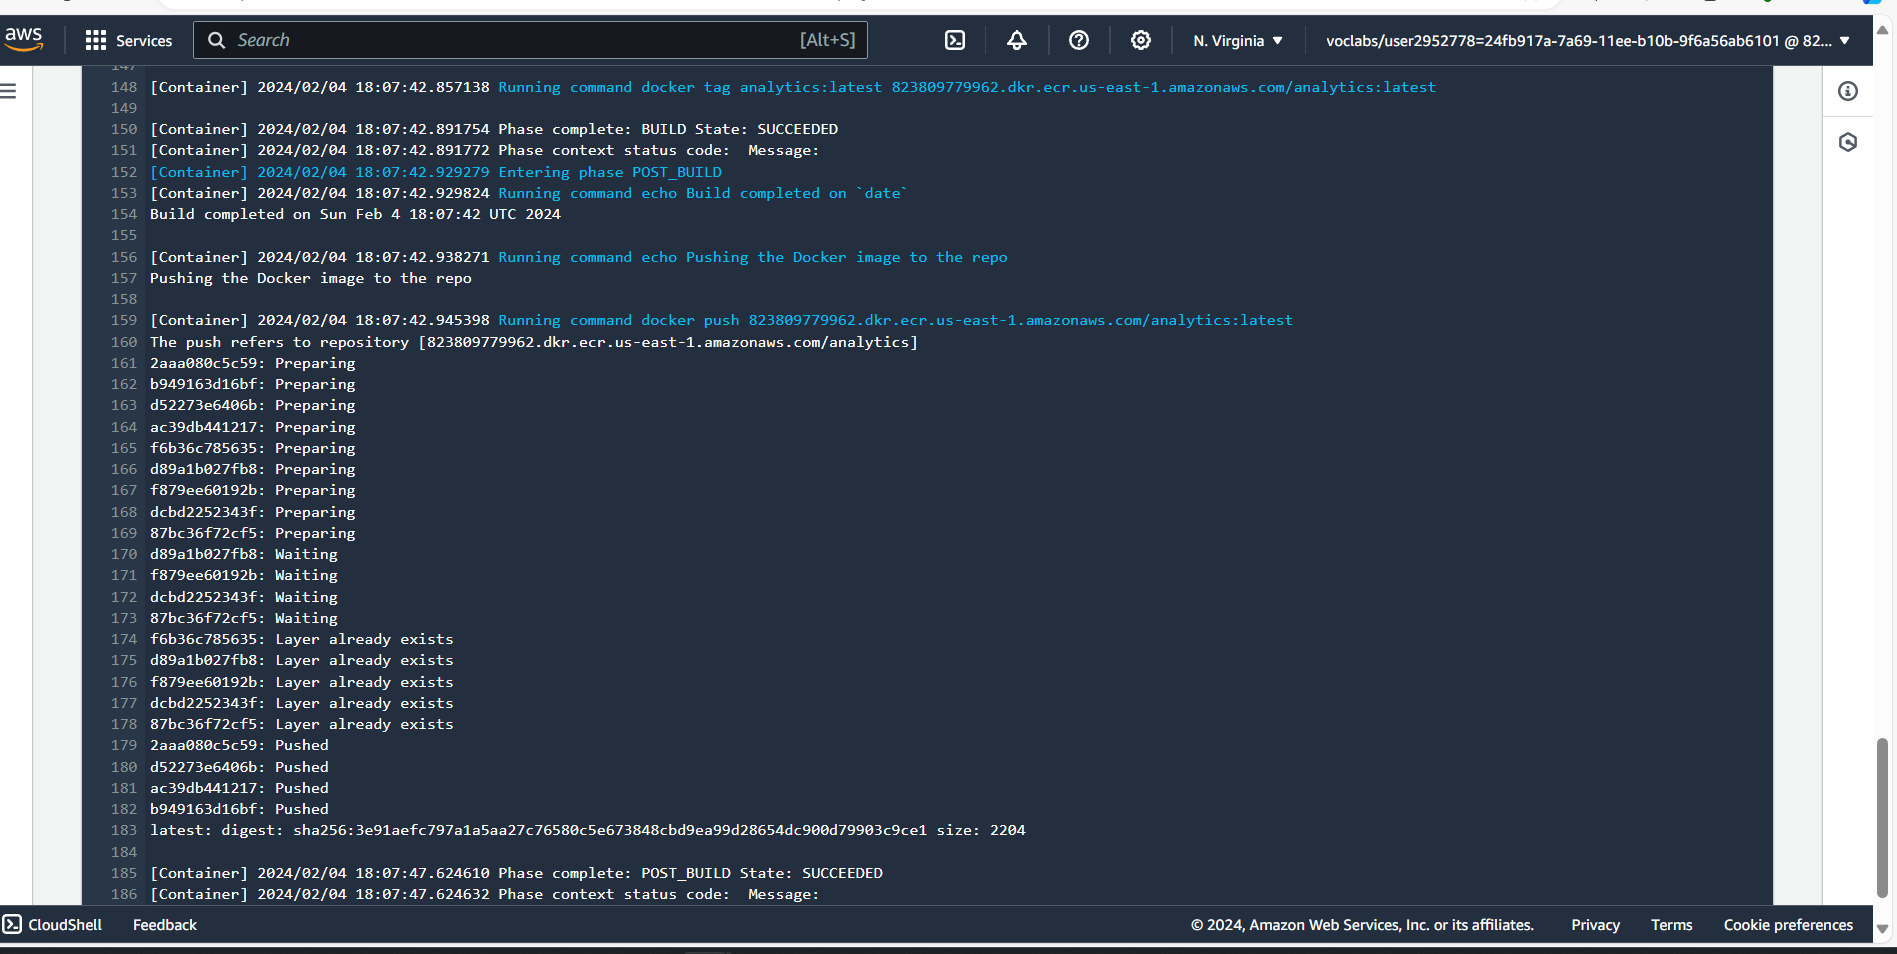 aws
Services
Search
[Alt+S]
N. Virginia
voclabs/user2952778=24fb917a-7a69-11ee-b10b-9f6a56ab6101 @ 82...
147
148 [Container] 2024/02/04 18:07:42.857138 Running command docker tag analytics:latest 823809779962.dkr.ecr.us-east-1.amazonaws.com/analytics:latest
149
150 [Container] 2024/02/04 18:07:42.891754 Phase complete: BUILD State: SUCCEEDED
151 [Container] 2024/02/04 18:07:42.891772 Phase context status code:  Message:
152 [Container] 2024/02/04 18:07:42.929279 Entering phase POST_BUILD
153 [Container] 2024/02/04 18:07:42.929824 Running command echo Build completed on `date`
154 Build completed on Sun Feb 4 18:07:42 UTC 2024
155
156 [Container] 2024/02/04 18:07:42.938271 Running command echo Pushing the Docker image to the repo
157 Pushing the Docker image to the repo
158
159 [Container] 2024/02/04 18:07:42.945398 Running command docker push 823809779962.dkr.ecr.us-east-1.amazonaws.com/analytics:latest
160 The push refers to repository [823809779962.dkr.ecr.us-east-1.amazonaws.com/analytics]
161 2aaa080c5c59: Preparing
162 b949163d16bf: Preparing
163 d52273e6406b: Preparing
164 ac39db441217: Preparing
165 f6b36c785635: Preparing
166 d89a1b027fb8: Preparing
167 f879ee60192b: Preparing
168 dcbd2252343f: Preparing
169 87bc36f72cf5: Preparing
170 d89a1b027fb8: Waiting
171 f879ee60192b: Waiting
172 dcbd2252343f: Waiting
173 87bc36f72cf5: Waiting
174 f6b36c785635: Layer already exists
175 d89a1b027fb8: Layer already exists
176 f879ee60192b: Layer already exists
177 dcbd2252343f: Layer already exists
178 87bc36f72cf5: Layer already exists
179 2aaa080c5c59: Pushed
180 d52273e6406b: Pushed
181 ac39db441217: Pushed
182 b949163d16bf: Pushed
183 latest: digest: sha256:3e91aefc797a1a5aa27c76580c5e673848cbd9ea99d28654dc900d79903c9ce1 size: 2204
184
185 [Container] 2024/02/04 18:07:47.624610 Phase complete: POST_BUILD State: SUCCEEDED
186 [Container] 2024/02/04 18:07:47.624632 Phase context status code:  Message:
CloudShell
Feedback
© 2024, Amazon Web Services, Inc. or its affiliates.
Privacy
Terms
Cookie preferences